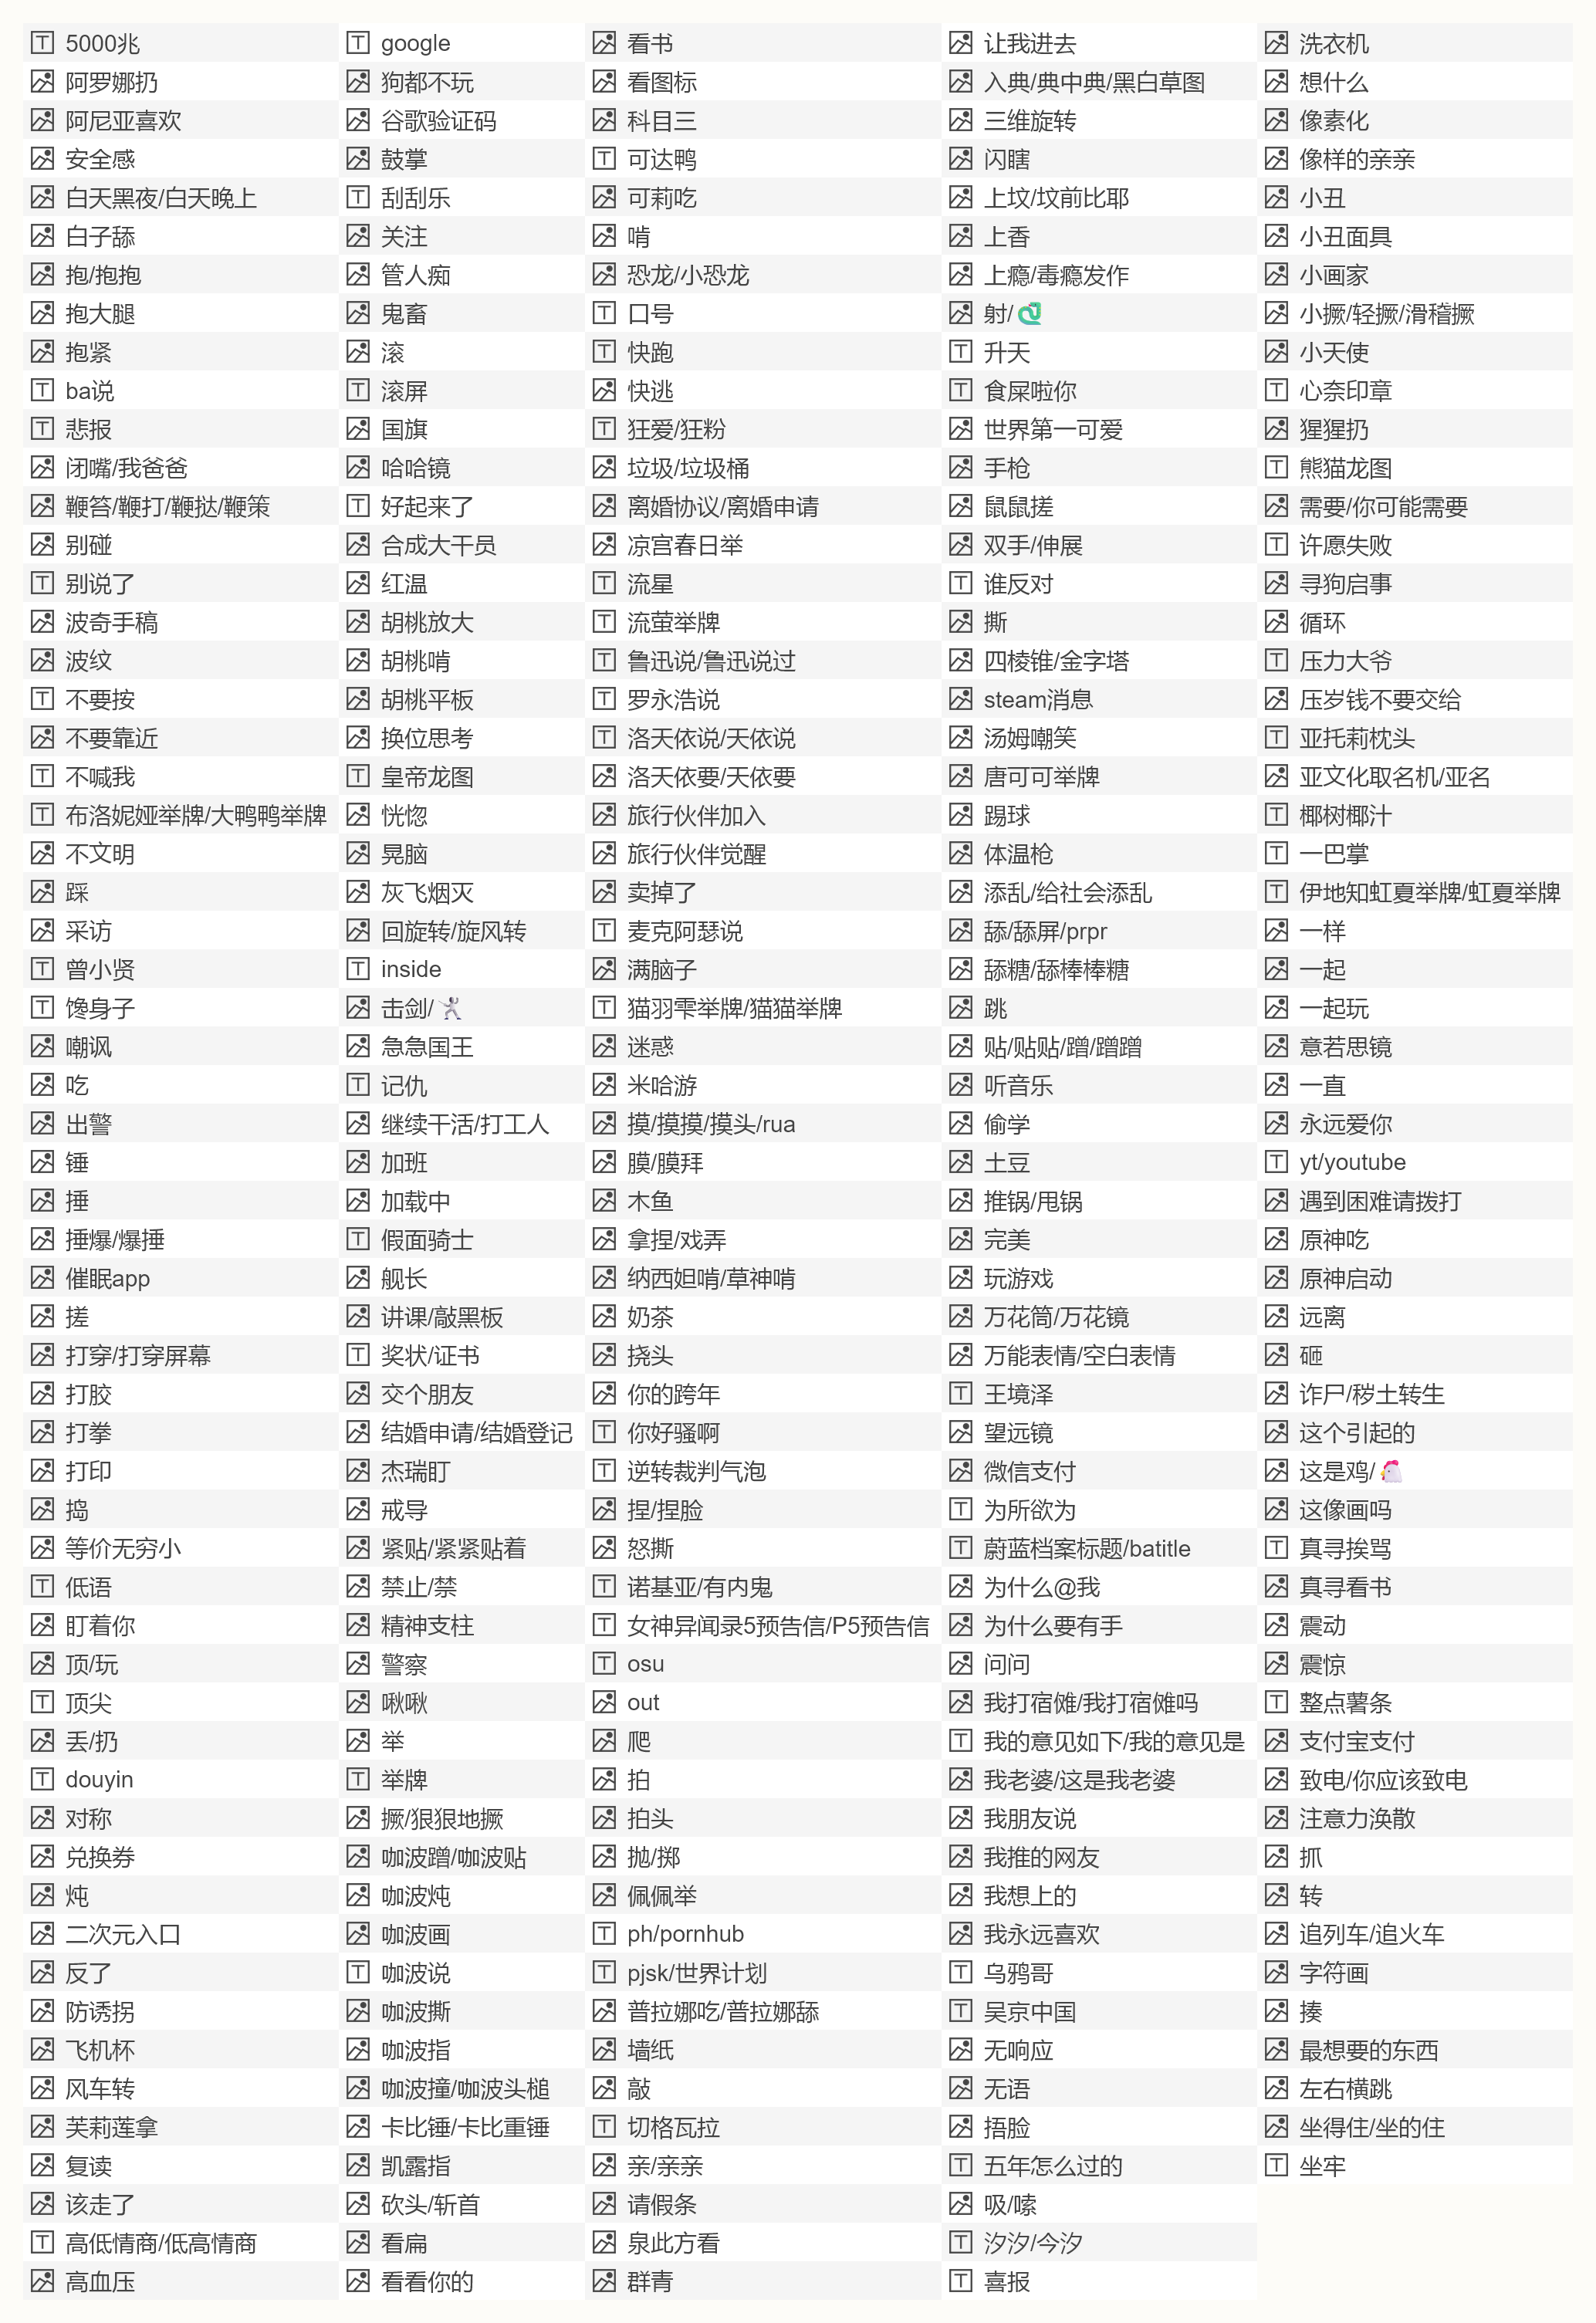 5000兆
阿罗娜扔
阿尼亚喜欢
安全感
白天黑夜/白天晚上
白子舔
抱/抱抱
抱大腿
抱紧
ba说
悲报
闭嘴/我爸爸
鞭笞/鞭打/鞭挞/鞭策
别碰
别说了
波奇手稿
波纹
不要按
不要靠近
不喊我
布洛妮娅举牌/大鸭鸭举牌
不文明
踩
采访
曾小贤
馋身子
嘲讽
吃
出警
锤
捶
捶爆/爆捶
催眠app
搓
打穿/打穿屏幕
打胶
打拳
打印
捣
等价无穷小
低语
盯着你
顶/玩
顶尖
丢/扔
douyin
对称
兑换券
炖
二次元入口
反了
防诱拐
飞机杯
风车转
芙莉莲拿
复读
该走了
高低情商/低高情商
高血压
google
狗都不玩
谷歌验证码
鼓掌
刮刮乐
关注
管人痴
鬼畜
滚
滚屏
国旗
哈哈镜
好起来了
合成大干员
红温
胡桃放大
胡桃啃
胡桃平板
换位思考
皇帝龙图
恍惚
晃脑
灰飞烟灭
回旋转/旋风转
inside
击剑/🤺
急急国王
记仇
继续干活/打工人
加班
加载中
假面骑士
舰长
讲课/敲黑板
奖状/证书
交个朋友
结婚申请/结婚登记
杰瑞盯
戒导
紧贴/紧紧贴着
禁止/禁
精神支柱
警察
啾啾
举
举牌
撅/狠狠地撅
咖波蹭/咖波贴
咖波炖
咖波画
咖波说
咖波撕
咖波指
咖波撞/咖波头槌
卡比锤/卡比重锤
凯露指
砍头/斩首
看扁
看看你的
看书
看图标
科目三
可达鸭
可莉吃
啃
恐龙/小恐龙
口号
快跑
快逃
狂爱/狂粉
垃圾/垃圾桶
离婚协议/离婚申请
凉宫春日举
流星
流萤举牌
鲁迅说/鲁迅说过
罗永浩说
洛天依说/天依说
洛天依要/天依要
旅行伙伴加入
旅行伙伴觉醒
卖掉了
麦克阿瑟说
满脑子
猫羽雫举牌/猫猫举牌
迷惑
米哈游
摸/摸摸/摸头/rua
膜/膜拜
木鱼
拿捏/戏弄
纳西妲啃/草神啃
奶茶
挠头
你的跨年
你好骚啊
逆转裁判气泡
捏/捏脸
怒撕
诺基亚/有内鬼
女神异闻录5预告信/P5预告信
osu
out
爬
拍
拍头
抛/掷
佩佩举
ph/pornhub
pjsk/世界计划
普拉娜吃/普拉娜舔
墙纸
敲
切格瓦拉
亲/亲亲
请假条
泉此方看
群青
让我进去
入典/典中典/黑白草图
三维旋转
闪瞎
上坟/坟前比耶
上香
上瘾/毒瘾发作
射/🐍
升天
食屎啦你
世界第一可爱
手枪
鼠鼠搓
双手/伸展
谁反对
撕
四棱锥/金字塔
steam消息
汤姆嘲笑
唐可可举牌
踢球
体温枪
添乱/给社会添乱
舔/舔屏/prpr
舔糖/舔棒棒糖
跳
贴/贴贴/蹭/蹭蹭
听音乐
偷学
土豆
推锅/甩锅
完美
玩游戏
万花筒/万花镜
万能表情/空白表情
王境泽
望远镜
微信支付
为所欲为
蔚蓝档案标题/batitle
为什么@我
为什么要有手
问问
我打宿傩/我打宿傩吗
我的意见如下/我的意见是
我老婆/这是我老婆
我朋友说
我推的网友
我想上的
我永远喜欢
乌鸦哥
吴京中国
无响应
无语
捂脸
五年怎么过的
吸/嗦
汐汐/今汐
喜报
洗衣机
想什么
像素化
像样的亲亲
小丑
小丑面具
小画家
小撅/轻撅/滑稽撅
小天使
心奈印章
猩猩扔
熊猫龙图
需要/你可能需要
许愿失败
寻狗启事
循环
压力大爷
压岁钱不要交给
亚托莉枕头
亚文化取名机/亚名
椰树椰汁
一巴掌
伊地知虹夏举牌/虹夏举牌
一样
一起
一起玩
意若思镜
一直
永远爱你
yt/youtube
遇到困难请拨打
原神吃
原神启动
远离
砸
诈尸/秽土转生
这个引起的
这是鸡/🐔
这像画吗
真寻挨骂
真寻看书
震动
震惊
整点薯条
支付宝支付
致电/你应该致电
注意力涣散
抓
转
追列车/追火车
字符画
揍
最想要的东西
左右横跳
坐得住/坐的住
坐牢